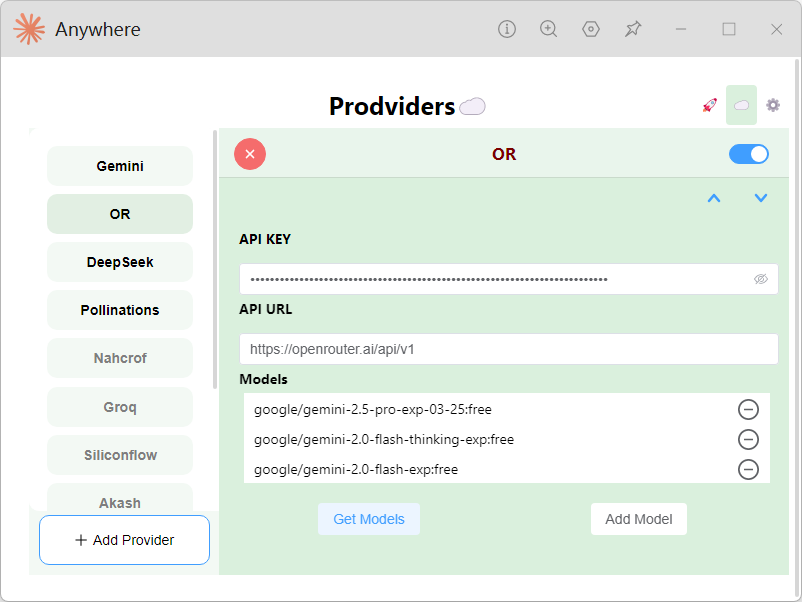 Anywhere
Prodviders
Gemini
OR
DeepSeek
Pollinations
Nahcrof
Groq
Siliconflow
Akash
+ Add Provider
OR
API KEY
••••••••••••••••••••••••••••••••••••••••••••••••••••••••••••••••••••••••
API URL
https://openrouter.ai/api/v1
Models
google/gemini-2.5-pro-exp-03-25:free
google/gemini-2.0-flash-thinking-exp:free
google/gemini-2.0-flash-exp:free
Get Models Add Model